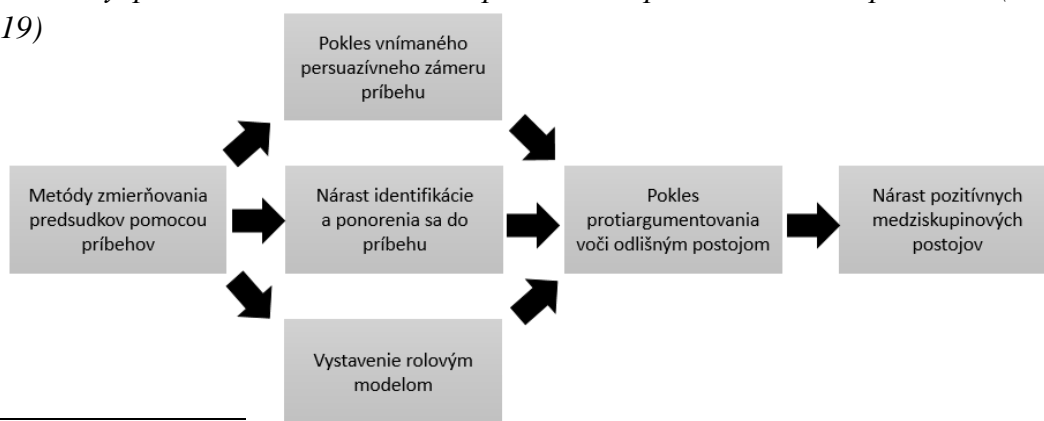 19)
Pokles vnímaného
persuazívneho zámeru
príbehu
Metódy zmierňovania
predsudkov pomocou
príbehov
Nárast identifikácie
a ponorenia sa do
príbehu
Vystavenie rolovým
modelom
Pokles
protiargumentovania
voči odlišným postojom
Nárast pozitívnych
medziskupinových
postojov